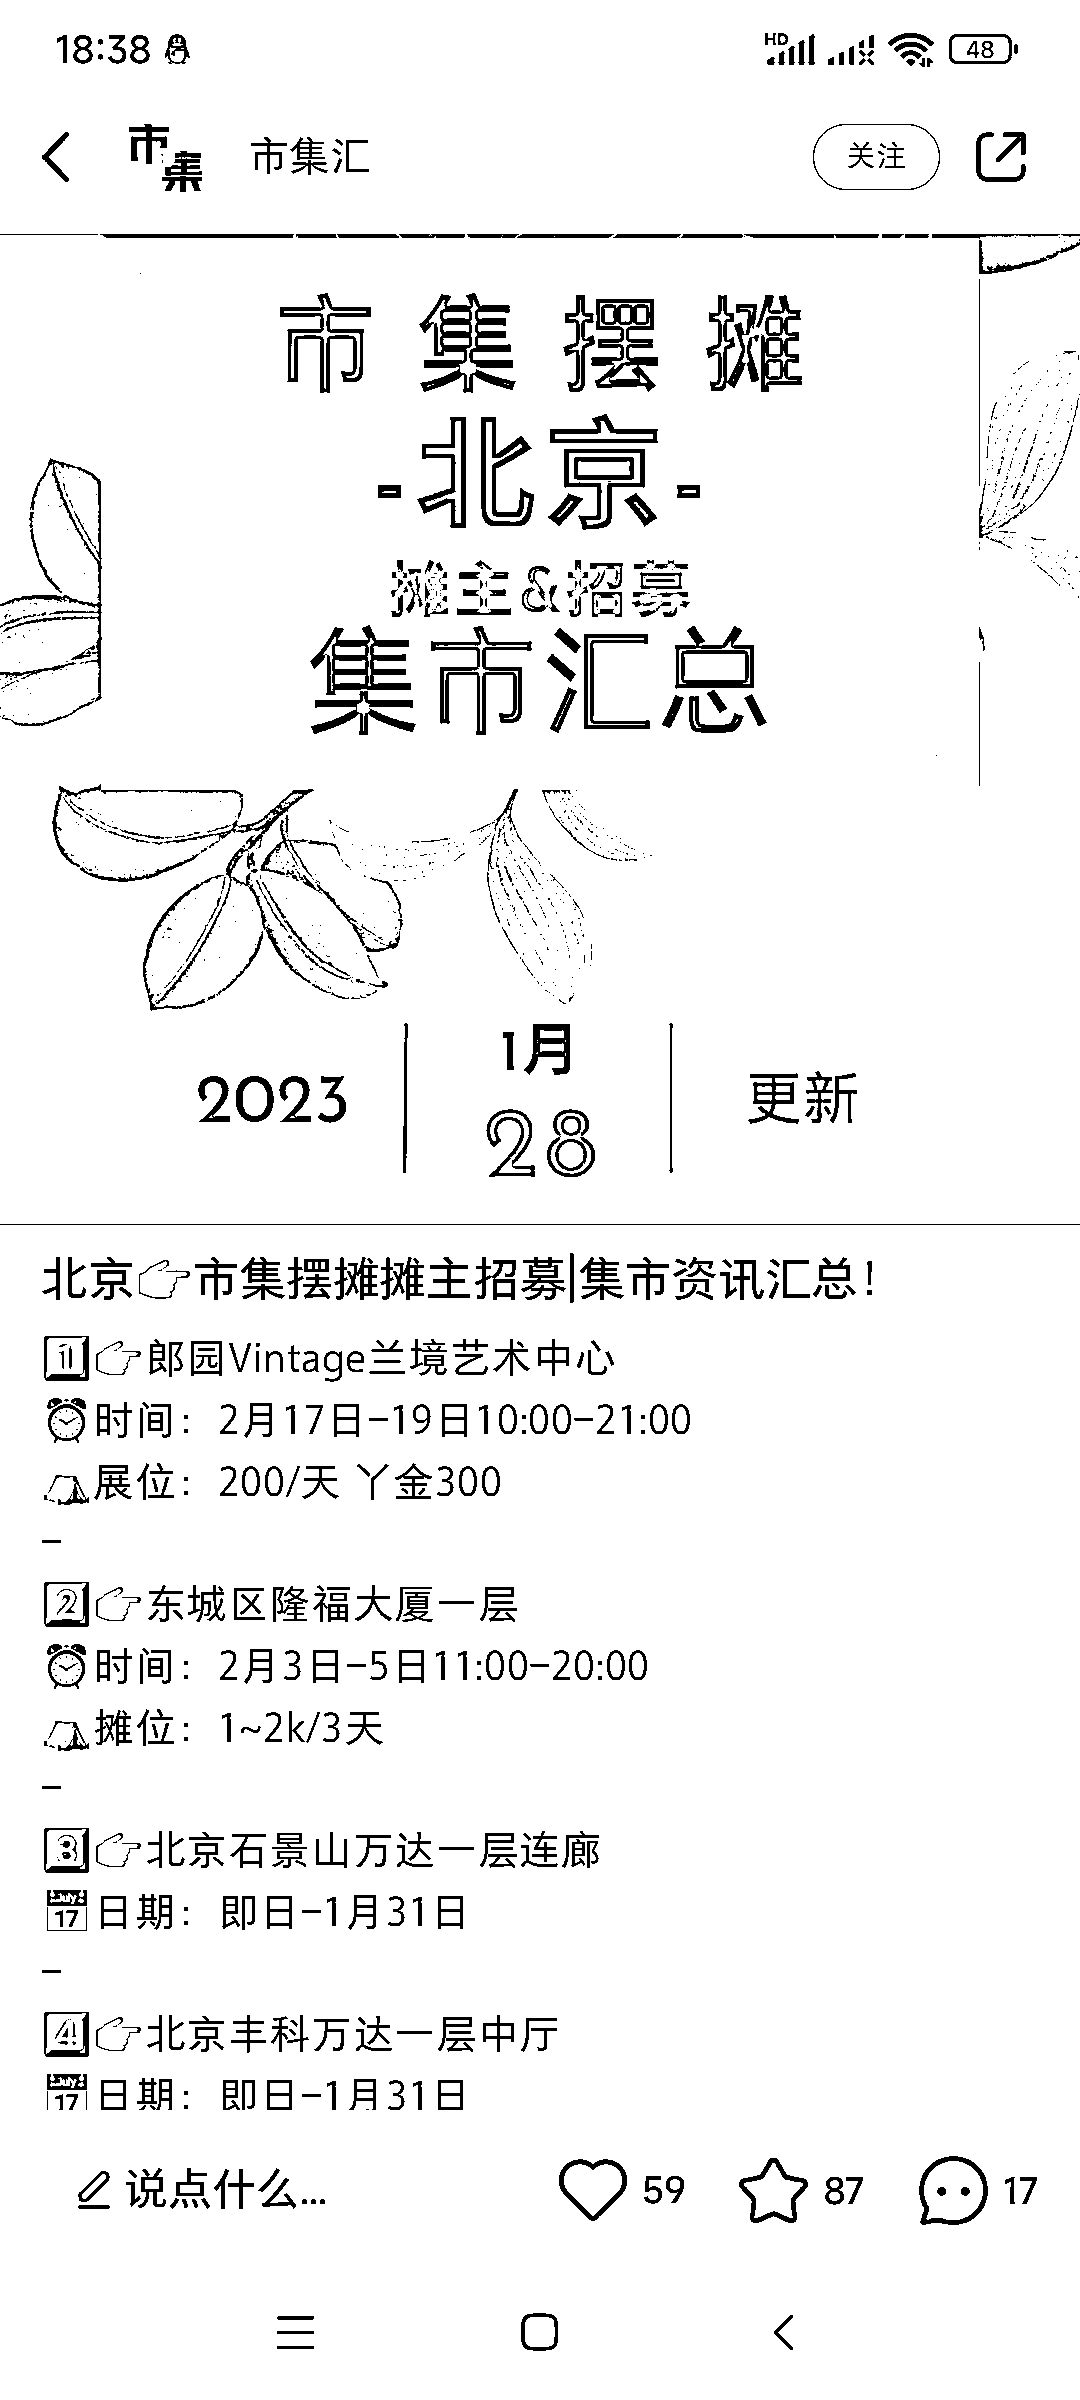 18:38 HD 48
市集 市集汇 关注
市集摆摊
-北京-
摊主&招募
集市汇总
2023 1月 28 更新
北京👉市集摆摊摊主招募|集市资讯汇总!
1️⃣👉郎园Vintage兰境艺术中心
⏰时间：2月17日-19日10:00-21:00
⛺展位：200/天 丫金300
-
2️⃣👉东城区隆福大厦一层
⏰时间：2月3日-5日11:00-20:00
⛺摊位：1~2k/3天
-
3️⃣👉北京石景山万达一层连廊
📅日期：即日-1月31日
-
4️⃣👉北京丰科万达一层中厅
📅日期：即日-1月31日
说点什么... 59 87 17